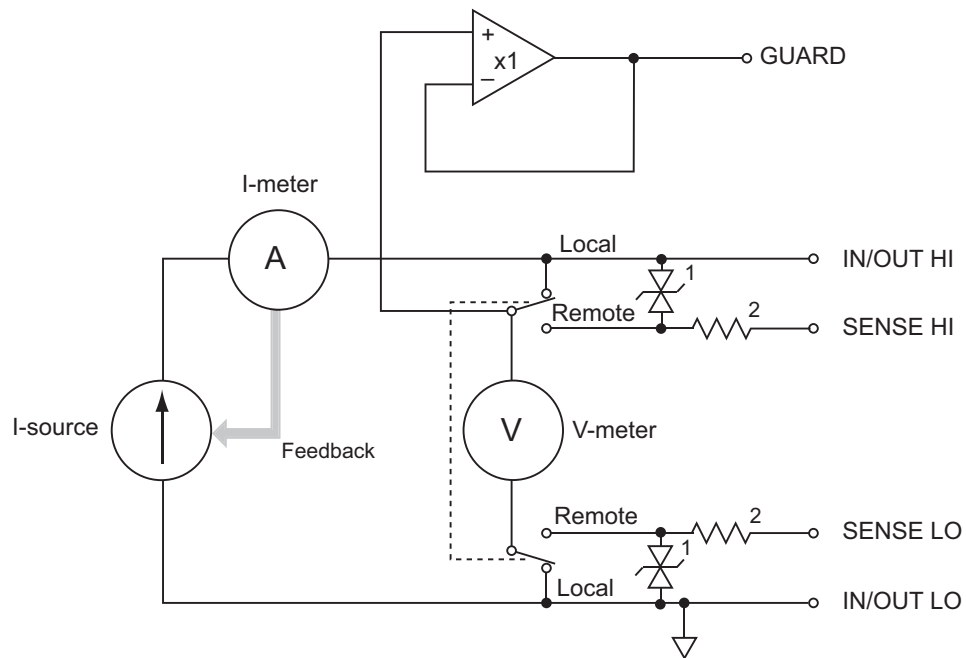 +
x1
–
GUARD
I-meter
A
Local
IN/OUT HI
1
Remote
2
SENSE HI
I-source
Feedback
V
V-meter
Remote
2
SENSE LO
1
Local
IN/OUT LO